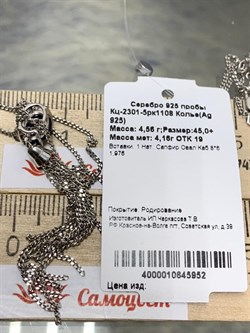 Серебро 925 пробы
Кц-2301-5рк1108 Колье(Ag
925)
Масса: 4,56 г;Размер:45,0+
Масса мет: 4,16г ОТК 19
Вставки: 1 Нат. Сапфир Овал Каб 8*6
1,976
Покрытие Родирование
Изготовитель ИП Черкасова Т.В.
РФ Красное-на-Волге пгт, Советская ул, д 39
Цена изд:
4000010645952
Самоцвет